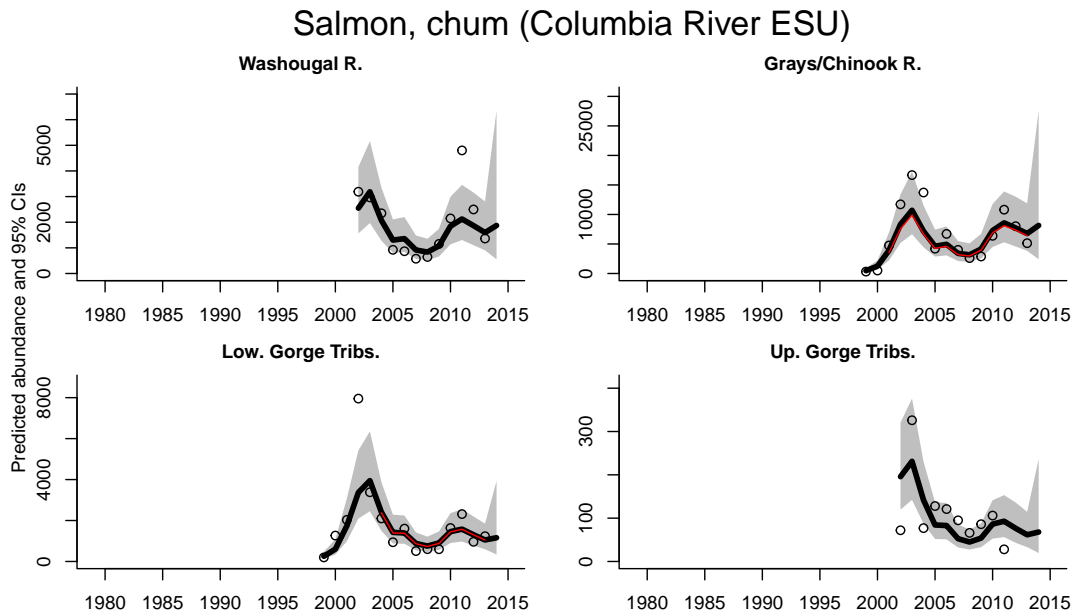 Salmon, chum (Columbia River ESU)
Washougal R.
Grays/Chinook R.
Predicted abundance and 95% CIs
0 2000 5000
1980 1985 1990 1995 2000 2005 2010 2015
0 10000 25000
1980 1985 1990 1995 2000 2005 2010 2015
Low. Gorge Tribs.
Up. Gorge Tribs.
0 4000 8000
1980 1985 1990 1995 2000 2005 2010 2015
0 100 300
1980 1985 1990 1995 2000 2005 2010 2015